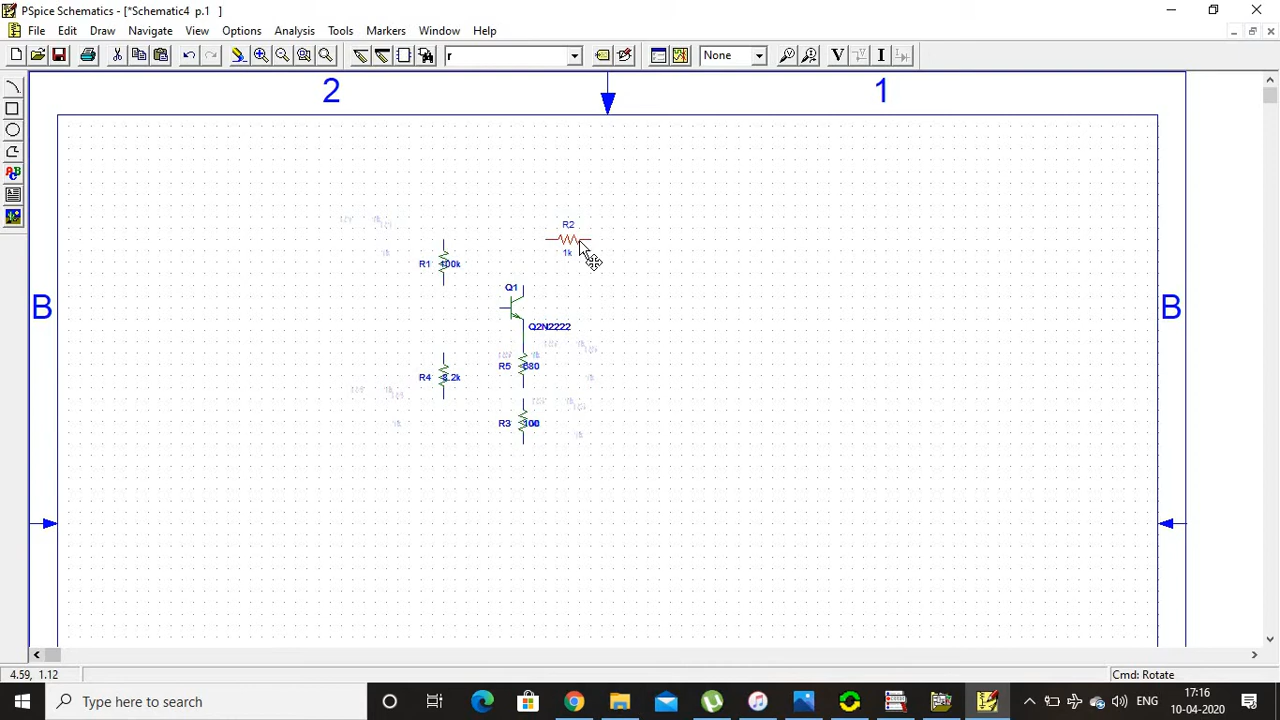 PSpice Schematics - [*Schematic4 p.1 ]
File Edit Draw Navigate View Options Analysis Tools Markers Window Help
r
None
V
I
ABC
2
1
B
B
R2
1k
R1
100k
Q1
Q2N2222
R5
680
R4
8.2k
R3
100
4.59, 1.12
Cmd: Rotate
Type here to search
ENG
17:16
10-04-2020